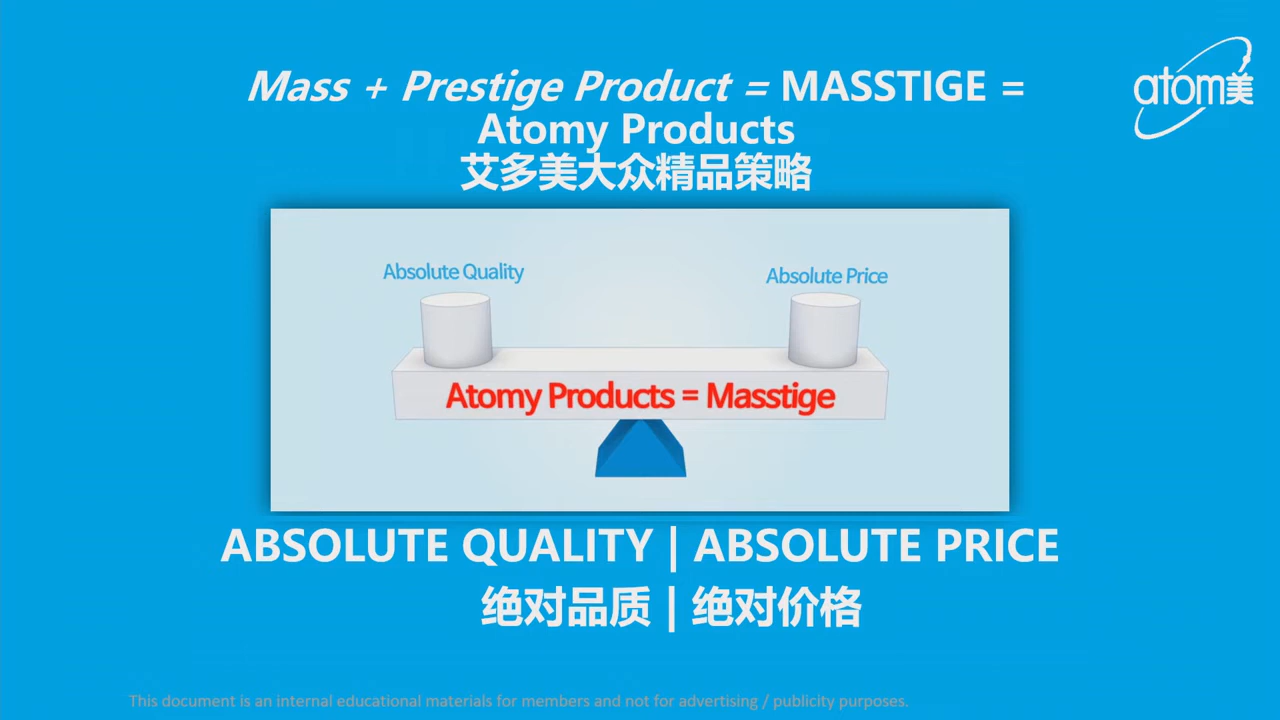 Mass + Prestige Product = MASSTIGE =
Atomy Products
艾多美大众精品策略
atom美
Absolute Quality
Absolute Price
Atomy Products = Masstige
ABSOLUTE QUALITY | ABSOLUTE PRICE
绝对品质 | 绝对价格
This document is an internal educational materials for members and not for advertising / publicity purposes.